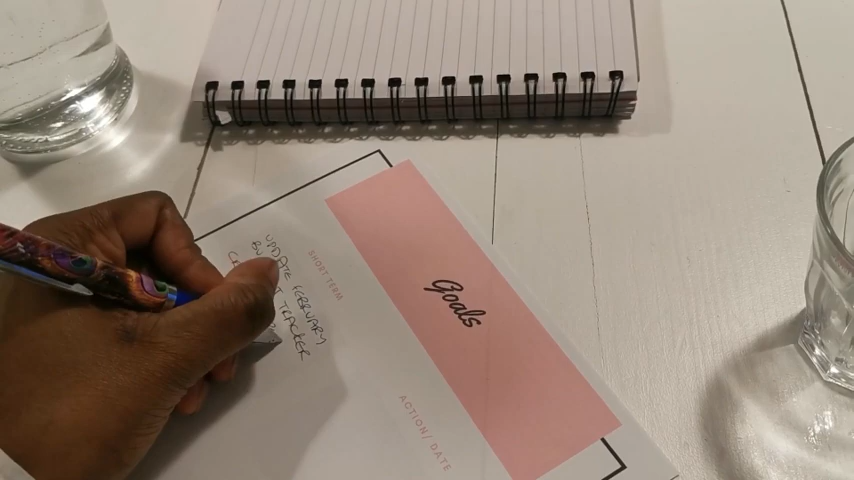 Goals
SHORT TERM
ACTION/ DATE
UPDATE FEBRUARY
TRACKER